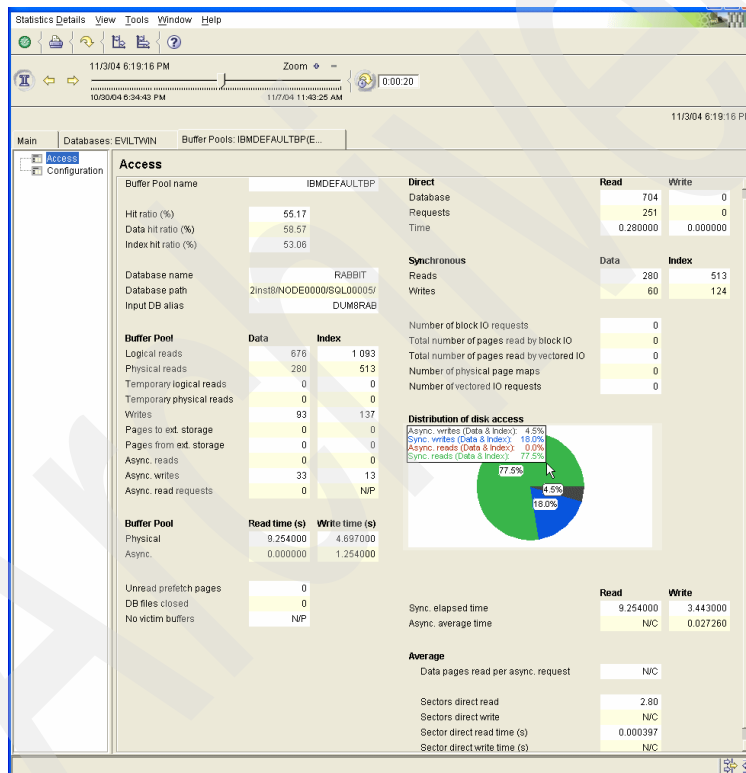 Statistics Details View Tools Window Help
11/3/04 6:19:16 PM Zoom
0:00:20
10/30/04 6:34:43 PM 11/7/04 11:43:25 AM
11/3/04 6:19:16 PM
Main Databases: EVILTWIN Buffer Pools: IBMDEFAULTBP(E...
Access
Configuration
Access
Buffer Pool name IBMDEFAULTBP
Hit ratio (%) 55.17
Data hit ratio (%) 58.57
Index hit ratio (%) 53.06
Database name RABBIT
Database path 2inst8/NODE0000/SQL00005/
Input DB alias DUM8RAB
Buffer Pool Data Index
Logical reads 676 1 093
Physical reads 280 513
Temporary logical reads 0 0
Temporary physical reads 0 0
Writes 93 137
Pages to ext. storage 0 0
Pages from ext. storage 0 0
Async. reads 0 0
Async. writes 33 13
Async. read requests 0 N/P
Buffer Pool Read time (s) Write time (s)
Physical 9.254000 4.697000
Async. 0.000000 1.254000
Unread prefetch pages 0
DB files closed 0
No victim buffers N/P
Direct Read Write
Database 704 0
Requests 251 0
Time 0.280000 0.000000
Synchronous Data Index
Reads 280 513
Writes 60 124
Number of block IO requests 0
Total number of pages read by block IO 0
Total number of pages read by vectored IO 0
Number of physical page maps 0
Number of vectored IO requests 0
Distribution of disk access
Async. writes (Data & Index): 4.5%
Sync. writes (Data & Index): 18.0%
Async. reads (Data & Index): 0.0%
Sync. reads (Data & Index): 77.5%
77.5%
4.5%
18.0%
Read Write
Sync. elapsed time 9.254000 3.443000
Async. average time N/C 0.027260
Average
Data pages read per async. request N/C
Sectors direct read 2.80
Sectors direct write N/C
Sector direct read time (s) 0.000397
Sector direct write time (s) N/C